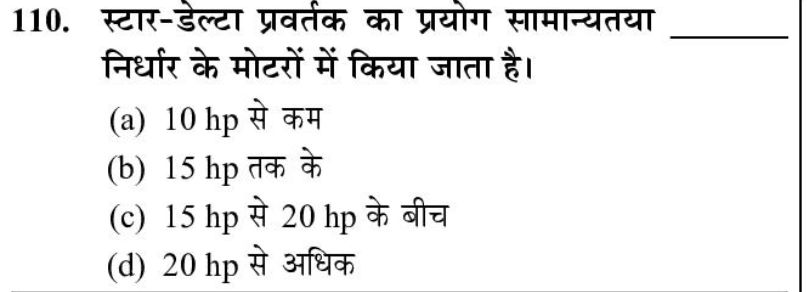 110. स्टार-डेल्टा प्रवर्तक का प्रयोग सामान्यतया ________
निर्धार के मोटरों में किया जाता है।
(a) 10 hp से कम
(b) 15 hp तक के
(c) 15 hp से 20 hp के बीच
(d) 20 hp से अधिक